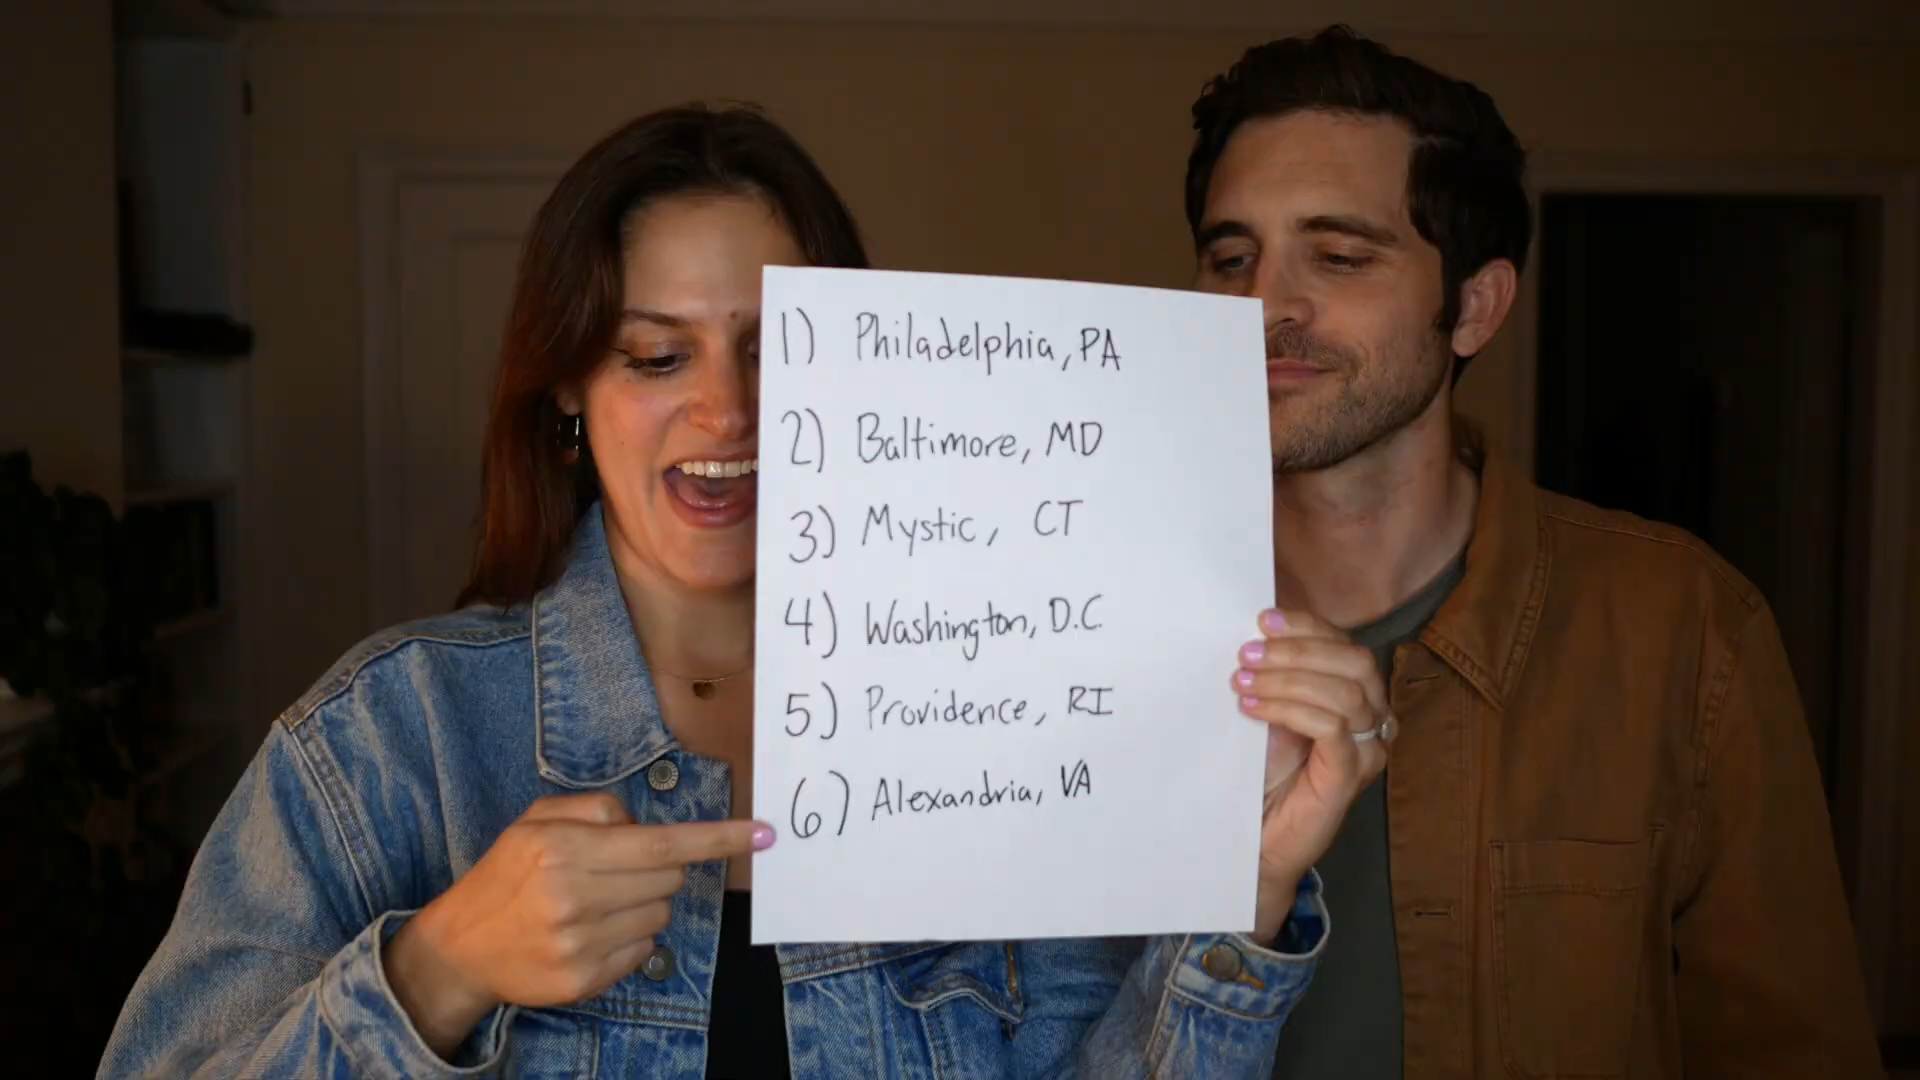 1) Philadelphia, PA
2) Baltimore, MD
3) Mystic, CT
4) Washington, D.C.
5) Providence, RI
6) Alexandria, VA